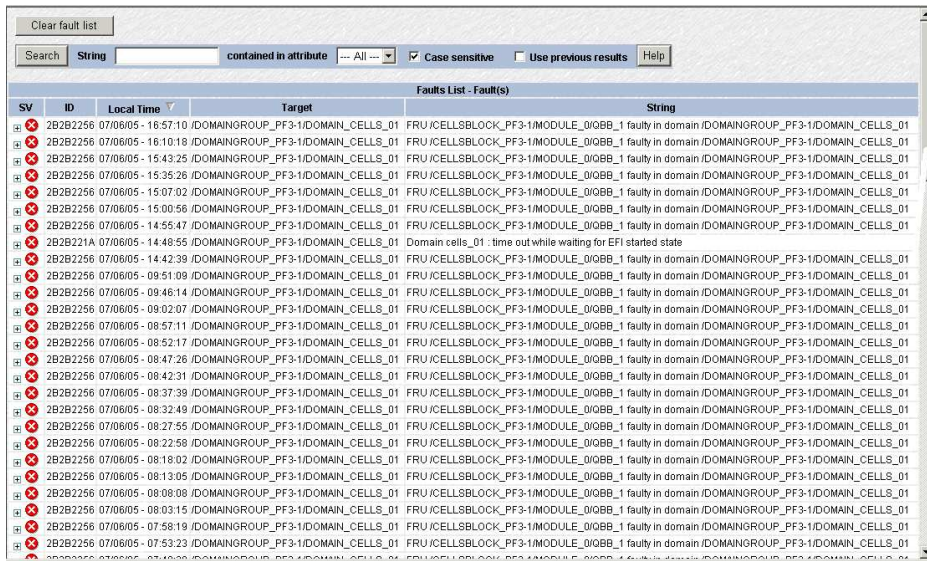 Clear fault list
Search String contained in attribute --- All --- Case sensitive Use previous results Help
Faults List - Fault(s)
SV ID Local Time Target String
2B2B2256 07/06/05 - 16:57:10 /DOMAINGROUP_PF3-1/DOMAIN_CELLS_01 FRU /CELLSBLOCK_PF3-1/MODULE_0/QBB_1 faulty in domain /DOMAINGROUP_PF3-1/DOMAIN_CELLS_01
2B2B2256 07/06/05 - 16:10:18 /DOMAINGROUP_PF3-1/DOMAIN_CELLS_01 FRU /CELLSBLOCK_PF3-1/MODULE_0/QBB_1 faulty in domain /DOMAINGROUP_PF3-1/DOMAIN_CELLS_01
2B2B2256 07/06/05 - 15:43:25 /DOMAINGROUP_PF3-1/DOMAIN_CELLS_01 FRU /CELLSBLOCK_PF3-1/MODULE_0/QBB_1 faulty in domain /DOMAINGROUP_PF3-1/DOMAIN_CELLS_01
2B2B2256 07/06/05 - 15:35:26 /DOMAINGROUP_PF3-1/DOMAIN_CELLS_01 FRU /CELLSBLOCK_PF3-1/MODULE_0/QBB_1 faulty in domain /DOMAINGROUP_PF3-1/DOMAIN_CELLS_01
2B2B2256 07/06/05 - 15:07:02 /DOMAINGROUP_PF3-1/DOMAIN_CELLS_01 FRU /CELLSBLOCK_PF3-1/MODULE_0/QBB_1 faulty in domain /DOMAINGROUP_PF3-1/DOMAIN_CELLS_01
2B2B2256 07/06/05 - 15:00:56 /DOMAINGROUP_PF3-1/DOMAIN_CELLS_01 FRU /CELLSBLOCK_PF3-1/MODULE_0/QBB_1 faulty in domain /DOMAINGROUP_PF3-1/DOMAIN_CELLS_01
2B2B2256 07/06/05 - 14:55:47 /DOMAINGROUP_PF3-1/DOMAIN_CELLS_01 FRU /CELLSBLOCK_PF3-1/MODULE_0/QBB_1 faulty in domain /DOMAINGROUP_PF3-1/DOMAIN_CELLS_01
2B2B221A 07/06/05 - 14:48:55 /DOMAINGROUP_PF3-1/DOMAIN_CELLS_01 Domain cells_01 : time out while waiting for EFI started state
2B2B2256 07/06/05 - 14:42:39 /DOMAINGROUP_PF3-1/DOMAIN_CELLS_01 FRU /CELLSBLOCK_PF3-1/MODULE_0/QBB_1 faulty in domain /DOMAINGROUP_PF3-1/DOMAIN_CELLS_01
2B2B2256 07/06/05 - 09:51:09 /DOMAINGROUP_PF3-1/DOMAIN_CELLS_01 FRU /CELLSBLOCK_PF3-1/MODULE_0/QBB_1 faulty in domain /DOMAINGROUP_PF3-1/DOMAIN_CELLS_01
2B2B2256 07/06/05 - 09:46:14 /DOMAINGROUP_PF3-1/DOMAIN_CELLS_01 FRU /CELLSBLOCK_PF3-1/MODULE_0/QBB_1 faulty in domain /DOMAINGROUP_PF3-1/DOMAIN_CELLS_01
2B2B2256 07/06/05 - 09:02:07 /DOMAINGROUP_PF3-1/DOMAIN_CELLS_01 FRU /CELLSBLOCK_PF3-1/MODULE_0/QBB_1 faulty in domain /DOMAINGROUP_PF3-1/DOMAIN_CELLS_01
2B2B2256 07/06/05 - 08:57:11 /DOMAINGROUP_PF3-1/DOMAIN_CELLS_01 FRU /CELLSBLOCK_PF3-1/MODULE_0/QBB_1 faulty in domain /DOMAINGROUP_PF3-1/DOMAIN_CELLS_01
2B2B2256 07/06/05 - 08:52:17 /DOMAINGROUP_PF3-1/DOMAIN_CELLS_01 FRU /CELLSBLOCK_PF3-1/MODULE_0/QBB_1 faulty in domain /DOMAINGROUP_PF3-1/DOMAIN_CELLS_01
2B2B2256 07/06/05 - 08:47:26 /DOMAINGROUP_PF3-1/DOMAIN_CELLS_01 FRU /CELLSBLOCK_PF3-1/MODULE_0/QBB_1 faulty in domain /DOMAINGROUP_PF3-1/DOMAIN_CELLS_01
2B2B2256 07/06/05 - 08:42:31 /DOMAINGROUP_PF3-1/DOMAIN_CELLS_01 FRU /CELLSBLOCK_PF3-1/MODULE_0/QBB_1 faulty in domain /DOMAINGROUP_PF3-1/DOMAIN_CELLS_01
2B2B2256 07/06/05 - 08:37:39 /DOMAINGROUP_PF3-1/DOMAIN_CELLS_01 FRU /CELLSBLOCK_PF3-1/MODULE_0/QBB_1 faulty in domain /DOMAINGROUP_PF3-1/DOMAIN_CELLS_01
2B2B2256 07/06/05 - 08:32:49 /DOMAINGROUP_PF3-1/DOMAIN_CELLS_01 FRU /CELLSBLOCK_PF3-1/MODULE_0/QBB_1 faulty in domain /DOMAINGROUP_PF3-1/DOMAIN_CELLS_01
2B2B2256 07/06/05 - 08:27:55 /DOMAINGROUP_PF3-1/DOMAIN_CELLS_01 FRU /CELLSBLOCK_PF3-1/MODULE_0/QBB_1 faulty in domain /DOMAINGROUP_PF3-1/DOMAIN_CELLS_01
2B2B2256 07/06/05 - 08:22:58 /DOMAINGROUP_PF3-1/DOMAIN_CELLS_01 FRU /CELLSBLOCK_PF3-1/MODULE_0/QBB_1 faulty in domain /DOMAINGROUP_PF3-1/DOMAIN_CELLS_01
2B2B2256 07/06/05 - 08:18:02 /DOMAINGROUP_PF3-1/DOMAIN_CELLS_01 FRU /CELLSBLOCK_PF3-1/MODULE_0/QBB_1 faulty in domain /DOMAINGROUP_PF3-1/DOMAIN_CELLS_01
2B2B2256 07/06/05 - 08:13:05 /DOMAINGROUP_PF3-1/DOMAIN_CELLS_01 FRU /CELLSBLOCK_PF3-1/MODULE_0/QBB_1 faulty in domain /DOMAINGROUP_PF3-1/DOMAIN_CELLS_01
2B2B2256 07/06/05 - 08:08:08 /DOMAINGROUP_PF3-1/DOMAIN_CELLS_01 FRU /CELLSBLOCK_PF3-1/MODULE_0/QBB_1 faulty in domain /DOMAINGROUP_PF3-1/DOMAIN_CELLS_01
2B2B2256 07/06/05 - 08:03:15 /DOMAINGROUP_PF3-1/DOMAIN_CELLS_01 FRU /CELLSBLOCK_PF3-1/MODULE_0/QBB_1 faulty in domain /DOMAINGROUP_PF3-1/DOMAIN_CELLS_01
2B2B2256 07/06/05 - 07:58:19 /DOMAINGROUP_PF3-1/DOMAIN_CELLS_01 FRU /CELLSBLOCK_PF3-1/MODULE_0/QBB_1 faulty in domain /DOMAINGROUP_PF3-1/DOMAIN_CELLS_01
2B2B2256 07/06/05 - 07:53:23 /DOMAINGROUP_PF3-1/DOMAIN_CELLS_01 FRU /CELLSBLOCK_PF3-1/MODULE_0/QBB_1 faulty in domain /DOMAINGROUP_PF3-1/DOMAIN_CELLS_01